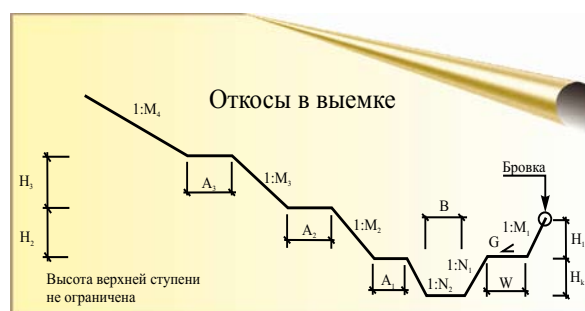 Откосы в выемке
1:M₄
Бровка
H₃
A₃
1:M₃
B
1:M₁
A₂
1:M₂
G
H₁
H₂
A₁
1:N₁
1:N₂
W
Hₖ
Высота верхней ступени
не ограничена